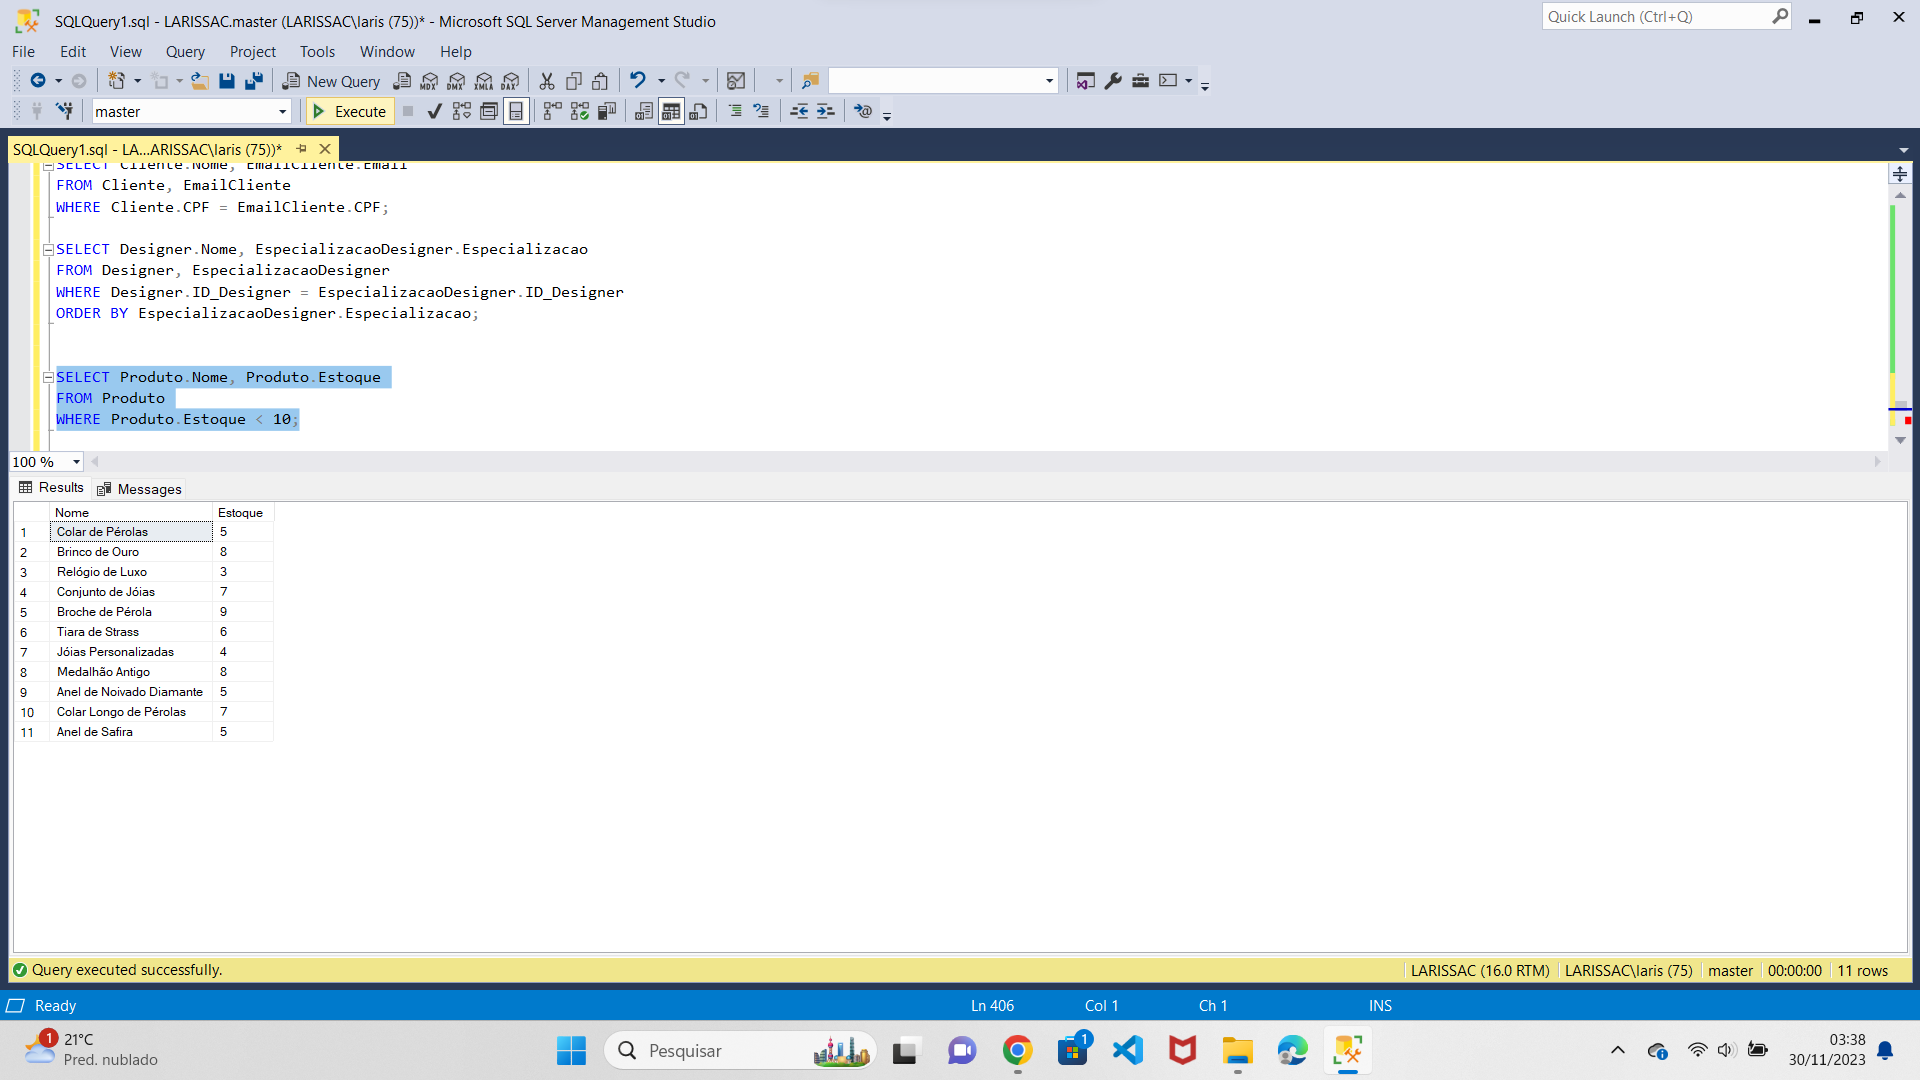 SQLQuery1.sql - LARISSAC.master (LARISSAC\laris (75))* - Microsoft SQL Server Management Studio
Quick Launch (Ctrl+Q)
File Edit View Query Project Tools Window Help
New Query MDX DMX XMLA DAX
master Execute
SQLQuery1.sql - LA...ARISSAC\laris (75))*
SELECT Cliente.Nome, EmailCliente.Email
FROM Cliente, EmailCliente
WHERE Cliente.CPF = EmailCliente.CPF;
SELECT Designer.Nome, EspecializacaoDesigner.Especializacao
FROM Designer, EspecializacaoDesigner
WHERE Designer.ID_Designer = EspecializacaoDesigner.ID_Designer
ORDER BY EspecializacaoDesigner.Especializacao;
SELECT Produto.Nome, Produto.Estoque
FROM Produto
WHERE Produto.Estoque < 10;
100 %
Results Messages
Nome Estoque
1 Colar de Pérolas 5
2 Brinco de Ouro 8
3 Relógio de Luxo 3
4 Conjunto de Jóias 7
5 Broche de Pérola 9
6 Tiara de Strass 6
7 Jóias Personalizadas 4
8 Medalhão Antigo 8
9 Anel de Noivado Diamante 5
10 Colar Longo de Pérolas 7
11 Anel de Safira 5
Query executed successfully. LARISSAC (16.0 RTM) LARISSAC\laris (75) master 00:00:00 11 rows
Ready Ln 406 Col 1 Ch 1 INS
1 21°C
Pred. nublado
Pesquisar
1
03:38
30/11/2023